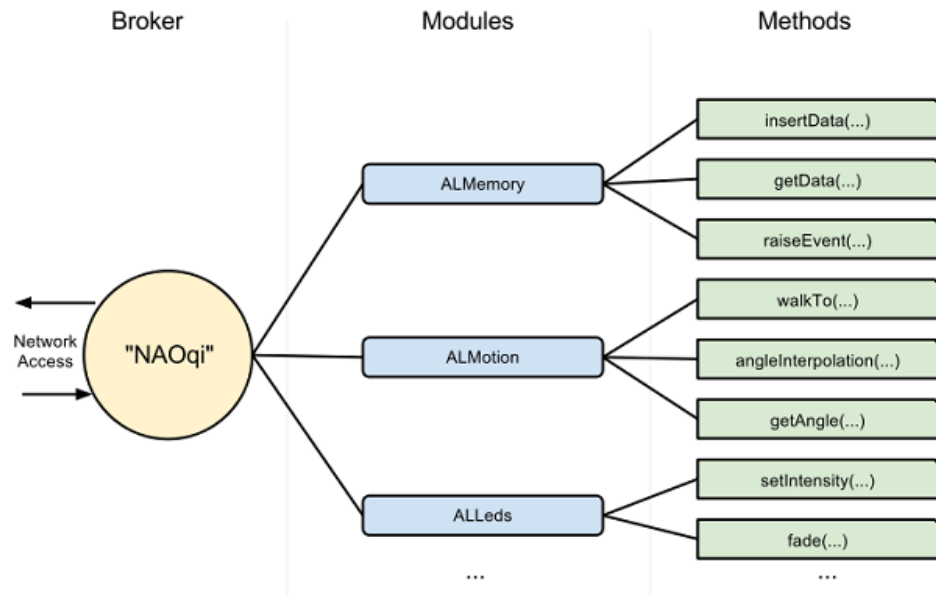 Broker
Modules
Methods
insertData(...)
ALMemory
getData(...)
raiseEvent(...)
walkTo(...)
Network
Access
"NAOqi"
ALMotion
angleInterpolation(...)
getAngle(...)
setIntensity(...)
ALLeds
fade(...)
...
...